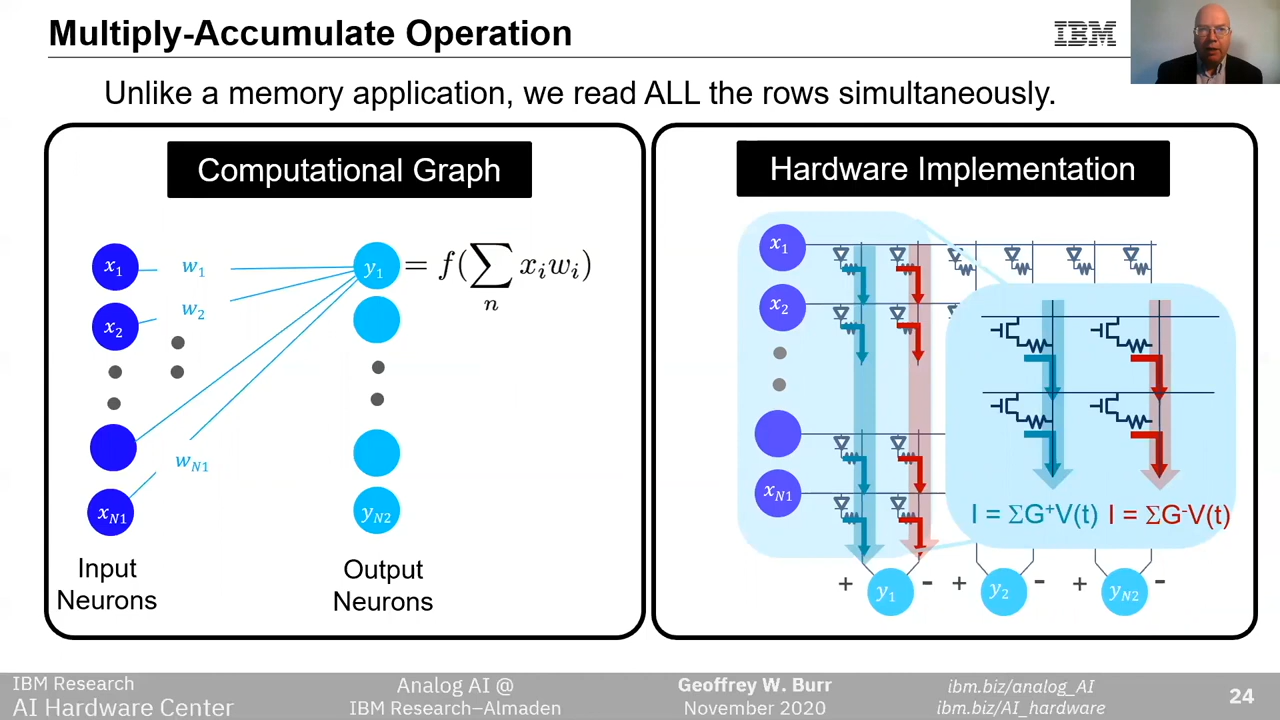 Multiply-Accumulate Operation
IBM
Unlike a memory application, we read ALL the rows simultaneously.
Computational Graph
x₁
w₁
y₁ = f(∑ xᵢwᵢ)
n
x₂
w₂
w_N1
x_N1
y_N2
Input
Neurons
Output
Neurons
Hardware Implementation
x₁
x₂
x_N1
I = ΣG⁺V(t) I = ΣG⁻V(t)
+ y₁ - + y₂ - + y_N2 -
IBM Research
AI Hardware Center
Analog AI @
IBM Research–Almaden
Geoffrey W. Burr
November 2020
ibm.biz/analog_AI
ibm.biz/AI_hardware
24